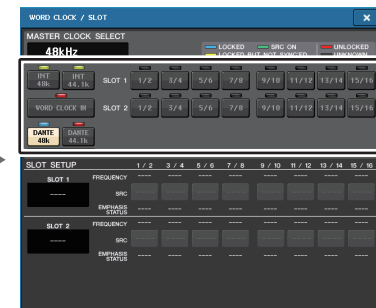 WORD CLOCK / SLOT
MASTER CLOCK SELECT
48kHz
LOCKED SRC ON UNLOCKED
LOCKED BUT NOT SYNCED UNKNOWN
INT 48k INT 44.1k SLOT 1 1/2 3/4 5/6 7/8 9/10 11/12 13/14 15/16
WORD CLOCK IN SLOT 2 1/2 3/4 5/6 7/8 9/10 11/12 13/14 15/16
DANTE 48k DANTE 44.1k
SLOT SETUP 1 / 2 3 / 4 5 / 6 7 / 8 9 / 10 11 / 12 13 / 14 15 / 16
SLOT 1 FREQUENCY ---- ---- ---- ---- ---- ---- ---- ----
---- SRC
EMPHASIS STATUS ---- ---- ---- ---- ---- ---- ---- ----
SLOT 2 FREQUENCY ---- ---- ---- ---- ---- ---- ---- ----
---- SRC
EMPHASIS STATUS ---- ---- ---- ---- ---- ---- ---- ----